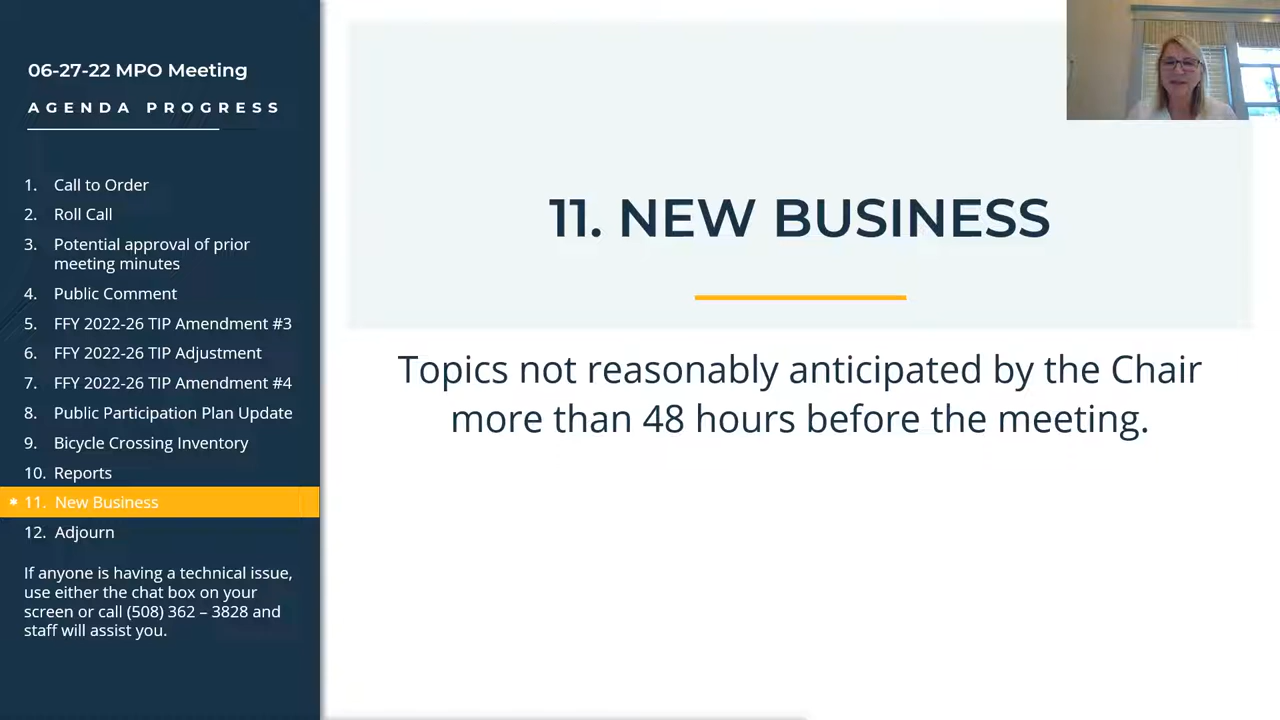 06-27-22 MPO Meeting
AGENDA PROGRESS
1. Call to Order
2. Roll Call
3. Potential approval of prior
meeting minutes
4. Public Comment
5. FFY 2022-26 TIP Amendment #3
6. FFY 2022-26 TIP Adjustment
7. FFY 2022-26 TIP Amendment #4
8. Public Participation Plan Update
9. Bicycle Crossing Inventory
10. Reports
* 11. New Business
12. Adjourn
If anyone is having a technical issue,
use either the chat box on your
screen or call (508) 362 – 3828 and
staff will assist you.
11. NEW BUSINESS
Topics not reasonably anticipated by the Chair
more than 48 hours before the meeting.